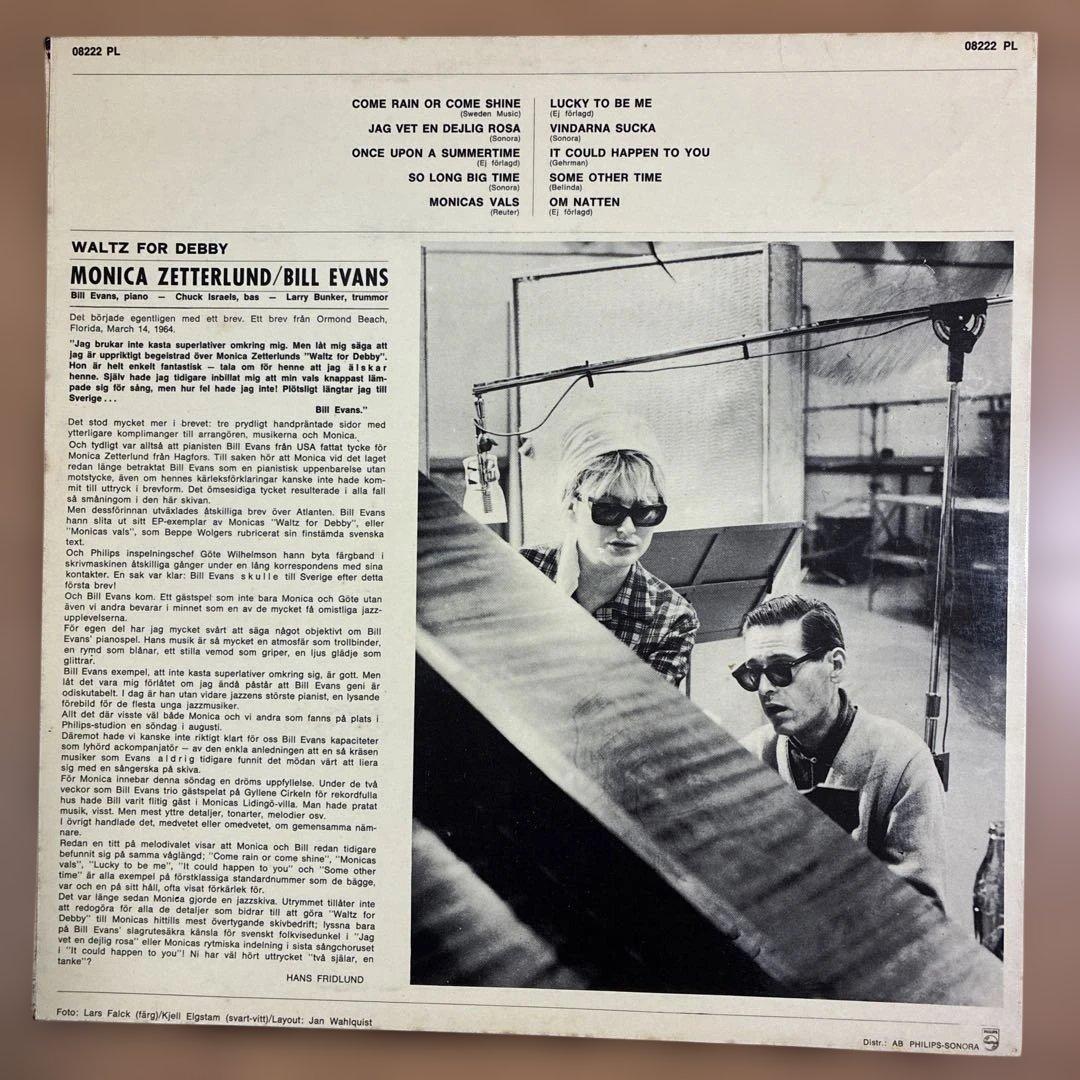 08222 PL
08222 PL
COME RAIN OR COME SHINE
(Sweden Music)
JAG VET EN DEJLIG ROSA
(Sonora)
ONCE UPON A SUMMERTIME
(Ej förlagd)
SO LONG BIG TIME
(Sonora)
MONICAS VALS
(Reuter)
LUCKY TO BE ME
(Ej förlagd)
VINDARNA SUCKA
(Sonora)
IT COULD HAPPEN TO YOU
(Gehrman)
SOME OTHER TIME
(Belinda)
OM NATTEN
(Ej förlagd)
WALTZ FOR DEBBY
MONICA ZETTERLUND/BILL EVANS
Bill Evans, piano — Chuck Israels, bas — Larry Bunker, trummor
Det började egentligen med ett brev. Ett brev från Ormond Beach,
Florida, March 14, 1964.
"Jag brukar inte kasta superlativer omkring mig. Men låt mig säga att
jag är uppriktigt begeistrad över Monica Zetterlunds "Waltz for Debby".
Hon är helt enkelt fantastisk — tala om för henne att jag älskar
henne. Själv hade jag tidigare inbillat mig att min vals knappast läm-
pade sig för sång, men hur fel hade jag inte! Plötsligt längtar jag till
Sverige . . .
Bill Evans."
Det stod mycket mer i brevet: tre prydligt handpräntade sidor med
ytterligare komplimanger till arrangören, musikerna och Monica.
Och tydligt var alltså att pianisten Bill Evans från USA fattat tycke för
Monica Zetterlund från Hagfors. Till saken hör att Monica vid det laget
redan länge betraktat Bill Evans som en pianistisk uppenbarelse utan
motstycke, även om hennes kärleksförklaringar kanske inte hade kom-
mit till uttryck i brevform. Det ömsesidiga tycket resulterade i alla fall
så småningom i den här skivan.
Men dessförinnan utväxlades åtskilliga brev över Atlanten. Bill Evans
hann slita ut sitt EP-exemplar av Monicas "Waltz for Debby", eller
"Monicas vals", som Beppe Wolgers rubricerat sin finstämda svenska
text.
Och Philips inspelningschef Göte Wilhelmson hann byta färgband i
skrivmaskinen åtskilliga gånger under en lång korrespondens med sina
kontakter. En sak var klar: Bill Evans skulle till Sverige efter detta
första brev!
Och Bill Evans kom. Ett gästspel som inte bara Monica och Göte utan
även vi andra bevarar i minnet som en av de mycket få omistliga jazz-
upplevelserna.
För egen del har jag mycket svårt att säga något objektivt om Bill
Evans' pianospel. Hans musik är så mycket en atmosfär som trollbinder,
en rymd som blånar, ett stilla vemod som griper, en ljus glädje som
glittrar.
Bill Evans exempel, att inte kasta superlativer omkring sig, är gott. Men
låt det vara mig förlåtet om jag ändå påstår att Bill Evans geni är
odiskutabelt. I dag är han utan vidare jazzens störste pianist, en lysande
förebild för de flesta unga jazzmusiker.
Allt det där visste väl både Monica och vi andra som fanns på plats i
Philips-studion en söndag i augusti.
Däremot hade vi kanske inte riktigt klart för oss Bill Evans kapaciteter
som lyhörd ackompanjatör — av den enkla anledningen att en så kräsen
musiker som Evans aldrig tidigare funnit det mödan värt att liera
sig med en sångerska på skiva.
För Monica innebar denna söndag en dröms uppfyllelse. Under de två
veckor som Bill Evans trio gästspelat på Gyllene Cirkeln för rekordfulla
hus hade Bill varit flitig gäst i Monicas Lidingö-villa. Man hade pratat
musik, visst. Men mest yttre detaljer, tonarter, melodier osv.
I övrigt handlade det, medvetet eller omedvetet, om gemensamma näm-
nare.
Redan en titt på melodivalet visar att Monica och Bill redan tidigare
befunnit sig på samma våglängd; "Come rain or come shine", "Monicas
vals", "Lucky to be me", "It could happen to you" och "Some other
time" är alla exempel på förstklassiga standardnummer som de bägge,
var och en på sitt håll, ofta visat förkärlek för.
Det var länge sedan Monica gjorde en jazzskiva. Utrymmet tillåter inte
att redogöra för alla de detaljer som bidrar till att göra "Waltz for
Debby" till Monicas hittills mest övertygande skivbedrift; lyssna bara
på Bill Evans' slagrutesäkra känsla för svenskt folkvisedunkel i "Jag
vet en dejlig rosa" eller Monicas rytmiska indelning i sista sångchoruset
i "It could happen to you"! Ni har väl hört uttrycket "två själar, en
tanke"?
HANS FRIDLUND
Foto: Lars Falck (färg)/Kjell Elgstam (svart-vitt)/Layout: Jan Wahlquist
Distr.: AB PHILIPS-SONORA
PHILIPS